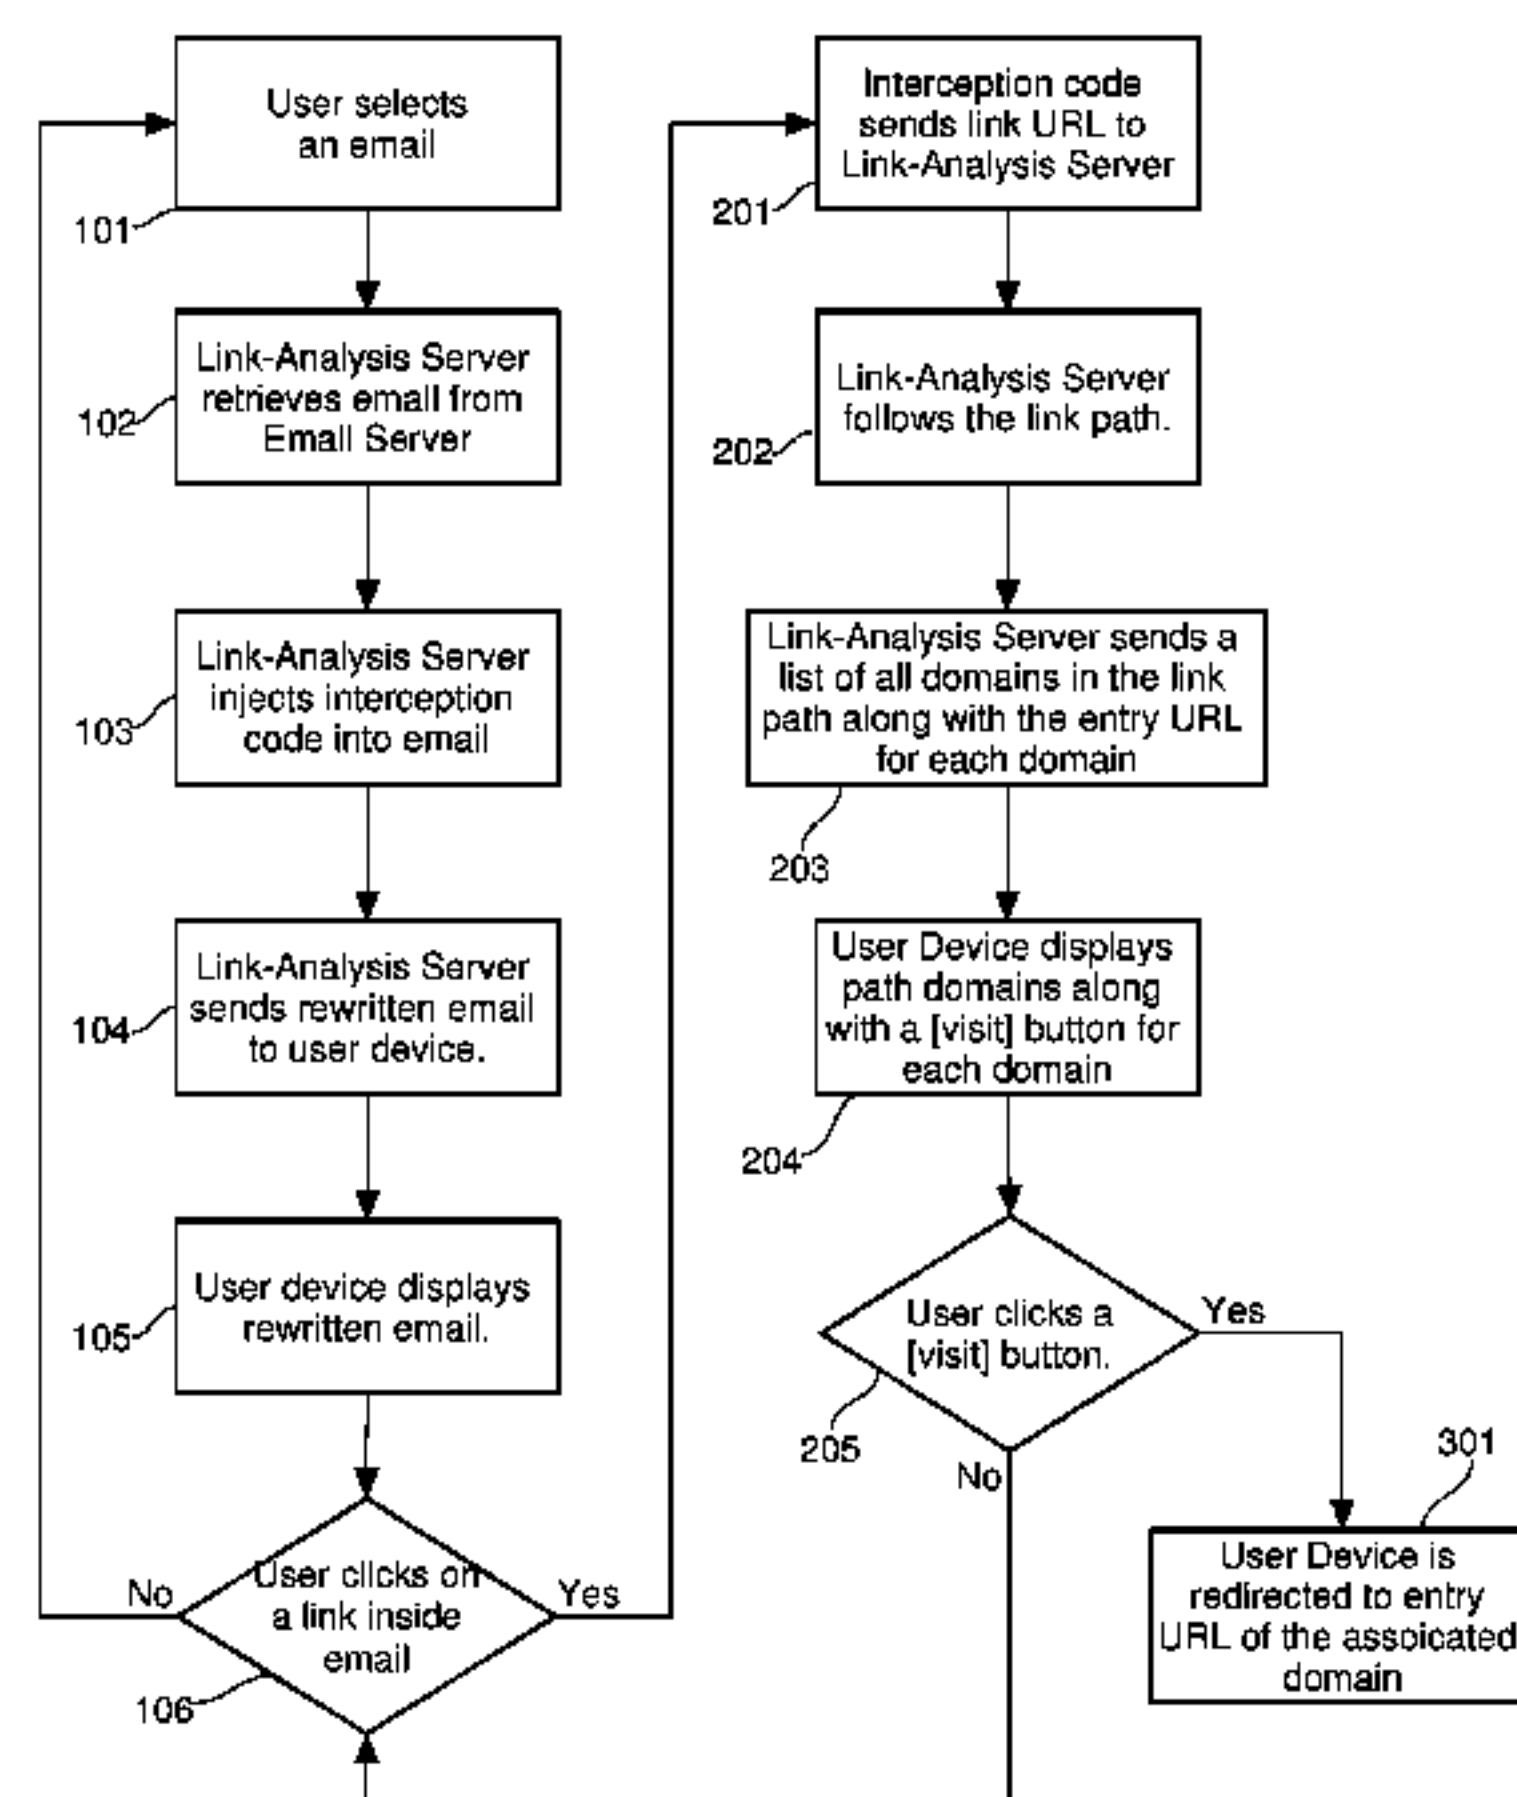 User selects
an email
101
Link-Analysis Server
retrieves email from
Email Server
102
Link-Analysis Server
injects interception
code into email
103
Link-Analysis Server
sends rewritten email
to user device.
104
User device displays
rewritten email.
105
User clicks on
a link inside
email
No
Yes
106
Interception code
sends link URL to
Link-Analysis Server
201
Link-Analysis Server
follows the link path.
202
Link-Analysis Server sends a
list of all domains in the link
path along with the entry URL
for each domain
203
User Device displays
path domains along
with a [visit] button for
each domain
204
User clicks a
[visit] button.
Yes
205
No
301
User Device is
redirected to entry
URL of the assoicated
domain